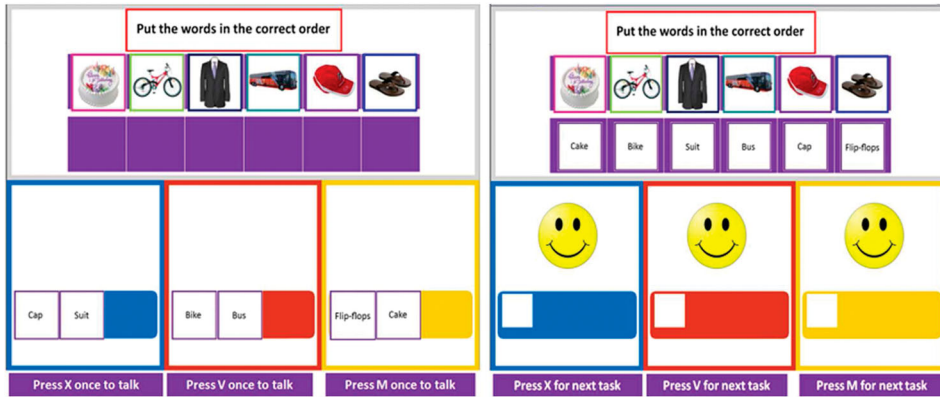 Put the words in the correct order
Cap Suit
Bike Bus
Flip-flops Cake
Press X once to talk
Press V once to talk
Press M once to talk
Put the words in the correct order
Cake Bike Suit Bus Cap Flip-flops
Press X for next task
Press V for next task
Press M for next task